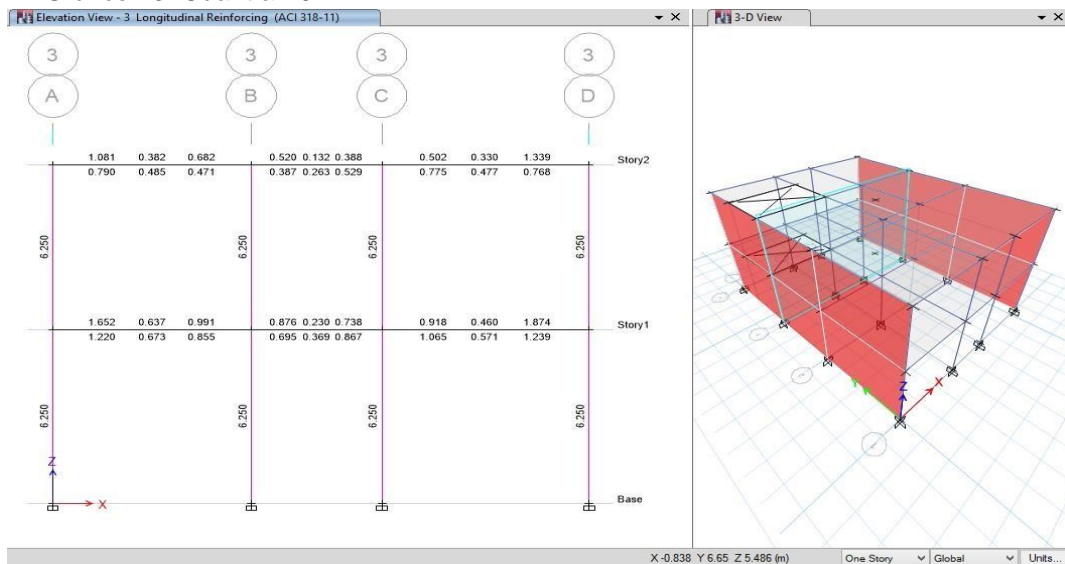 Elevation View - 3 Longitudinal Reinforcing (ACI 318-11)
3-D View
3 3 3 3
A B C D
1.081 0.382 0.682 0.520 0.132 0.388 0.502 0.330 1.339
Story2
0.790 0.485 0.471 0.387 0.263 0.529 0.775 0.477 0.768
6.250 6.250 6.250 6.250
1.652 0.637 0.991 0.876 0.230 0.738 0.918 0.460 1.874
Story1
1.220 0.673 0.855 0.695 0.369 0.867 1.065 0.571 1.239
6.250 6.250 6.250 6.250
Z
X
Base
Y Z X
X -0.838 Y 6.65 Z 5.486 (m)
One Story
Global
Units...